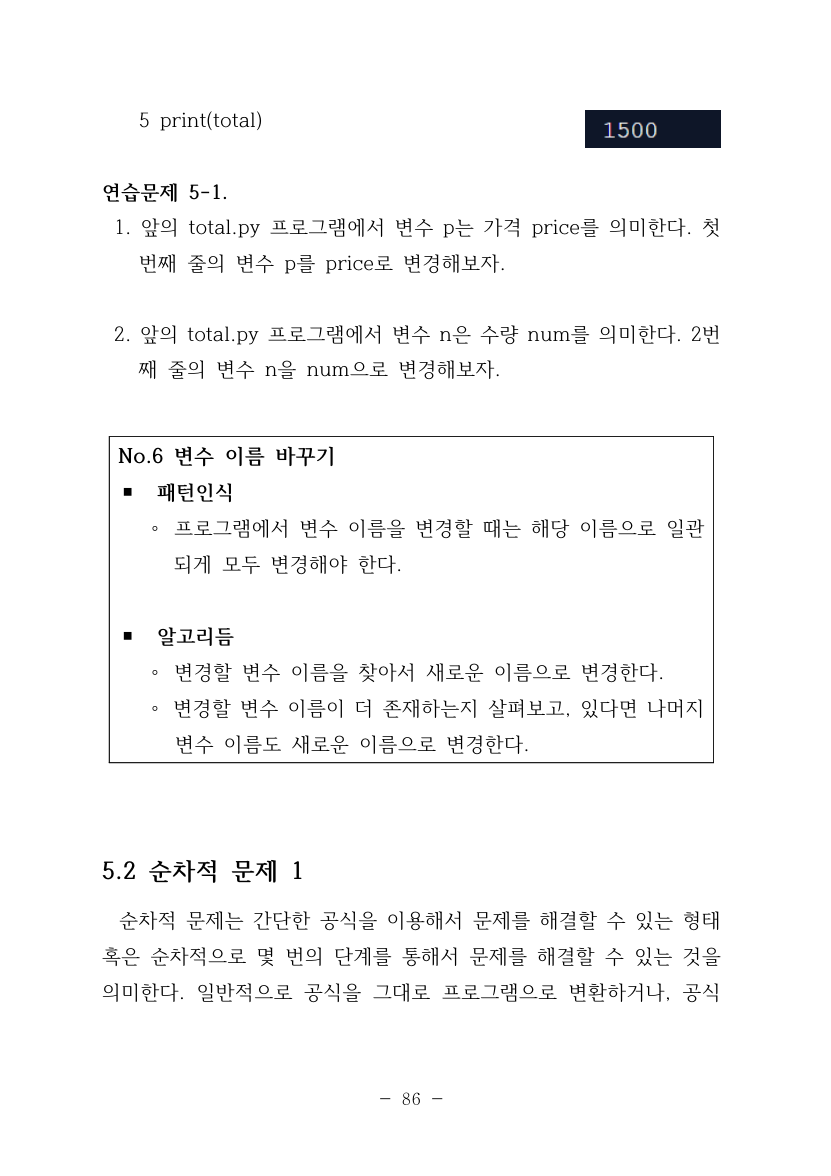 5 print(total)
1500
연습문제 5-1.
1. 앞의 total.py 프로그램에서 변수 p는 가격 price를 의미한다. 첫
번째 줄의 변수 p를 price로 변경해보자.
2. 앞의 total.py 프로그램에서 변수 n은 수량 num를 의미한다. 2번
째 줄의 변수 n을 num으로 변경해보자.
No.6 변수 이름 바꾸기
▪ 패턴인식
◦ 프로그램에서 변수 이름을 변경할 때는 해당 이름으로 일관
되게 모두 변경해야 한다.
▪ 알고리듬
◦ 변경할 변수 이름을 찾아서 새로운 이름으로 변경한다.
◦ 변경할 변수 이름이 더 존재하는지 살펴보고, 있다면 나머지
변수 이름도 새로운 이름으로 변경한다.
5.2 순차적 문제 1
순차적 문제는 간단한 공식을 이용해서 문제를 해결할 수 있는 형태
혹은 순차적으로 몇 번의 단계를 통해서 문제를 해결할 수 있는 것을
의미한다. 일반적으로 공식을 그대로 프로그램으로 변환하거나, 공식
- 86 -